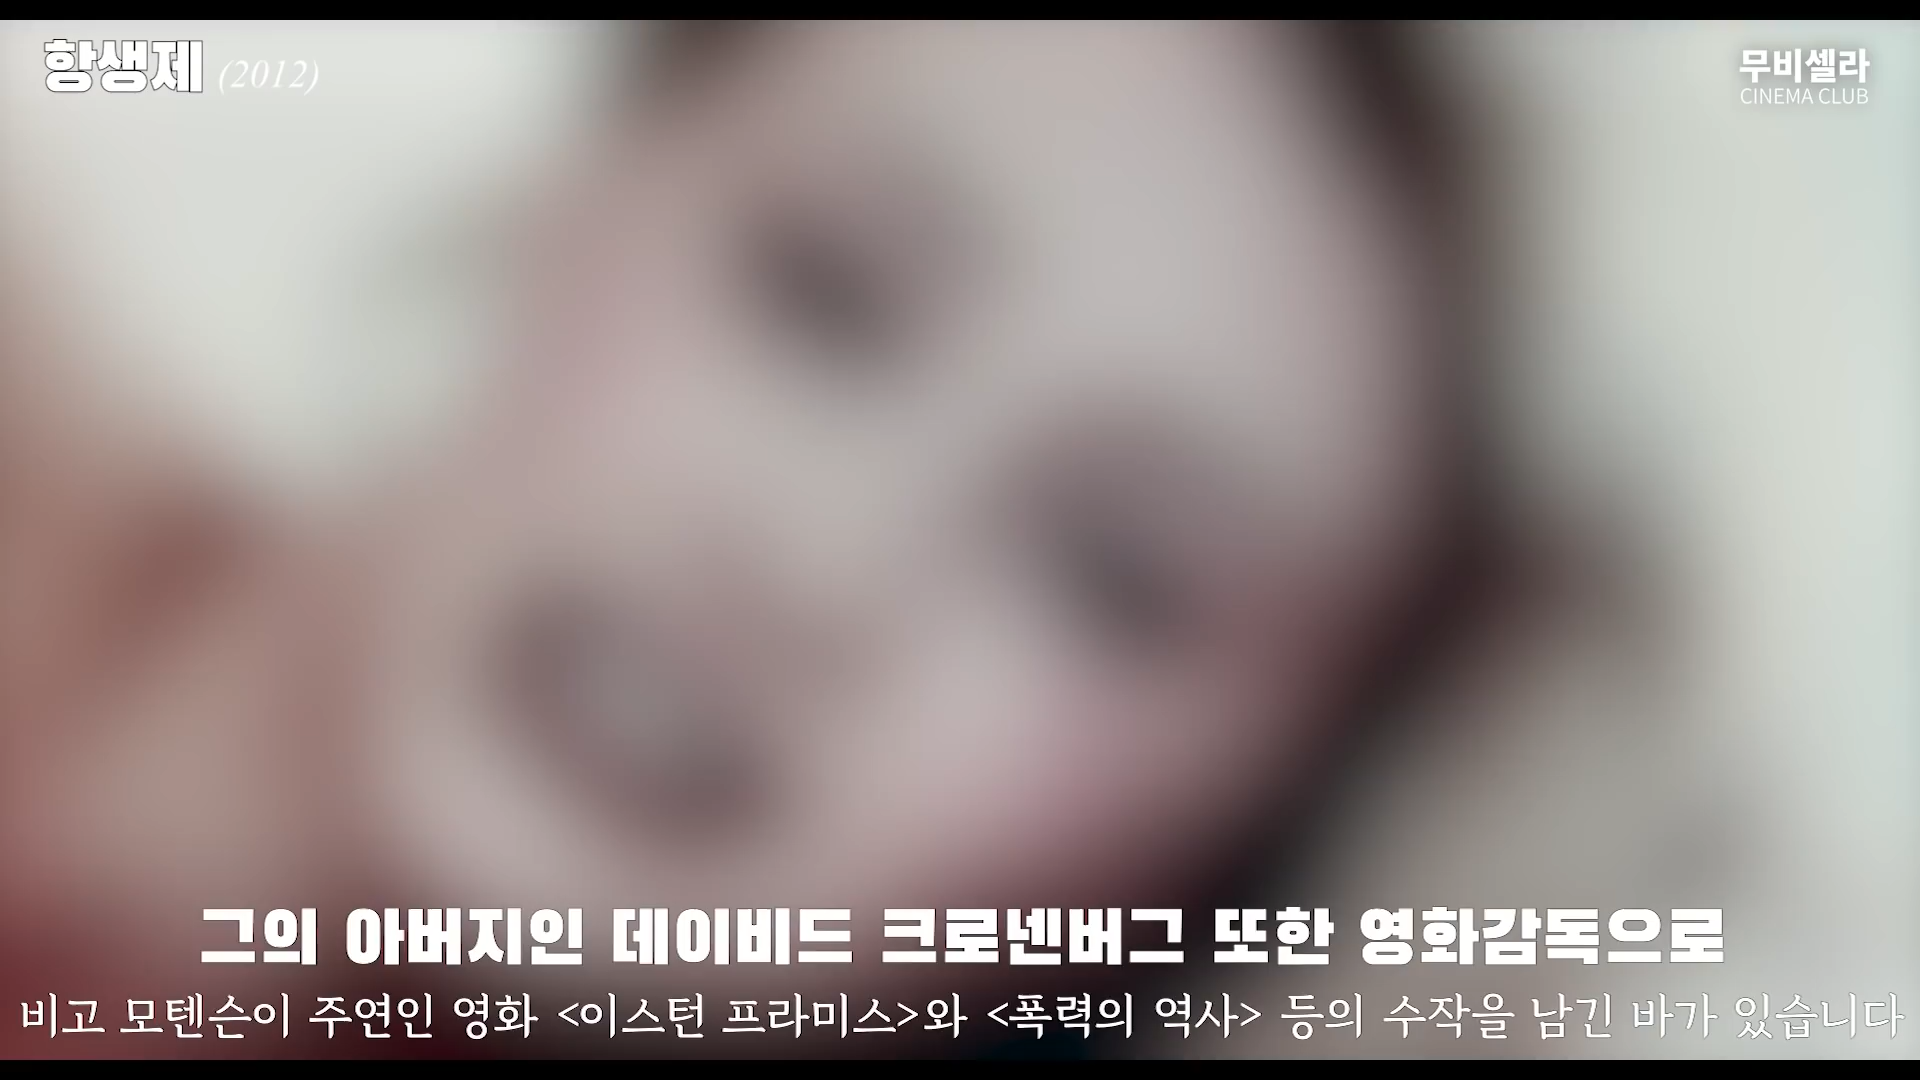 항생제 (2012)
무비셀라
CINEMA CLUB
그의 아버지인 데이비드 크로넨버그 또한 영화감독으로
비고 모텐슨이 주연인 영화 <이스턴 프라미스>와 <폭력의 역사> 등의 수작을 남긴 바가 있습니다